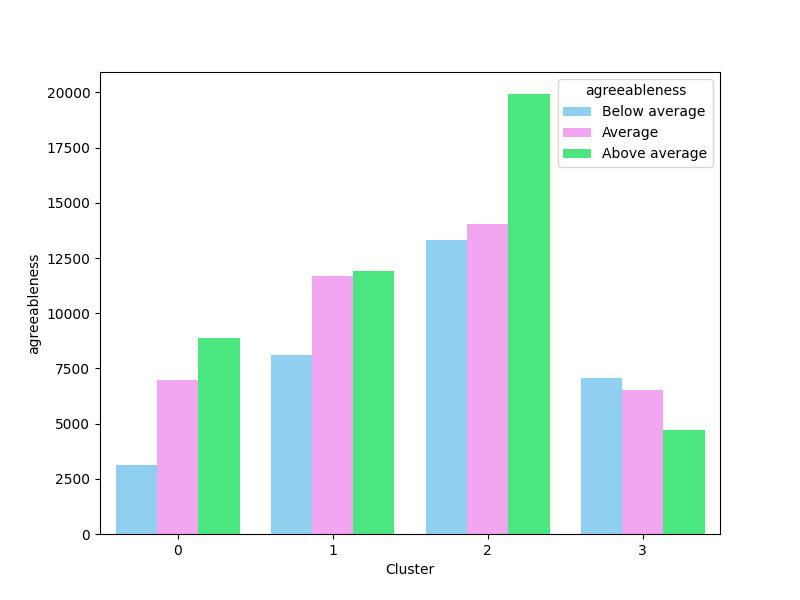 agreeableness
Below average
Average
Above average
20000
17500
15000
12500
10000
7500
5000
2500
0
agreeableness
0 1 2 3
Cluster